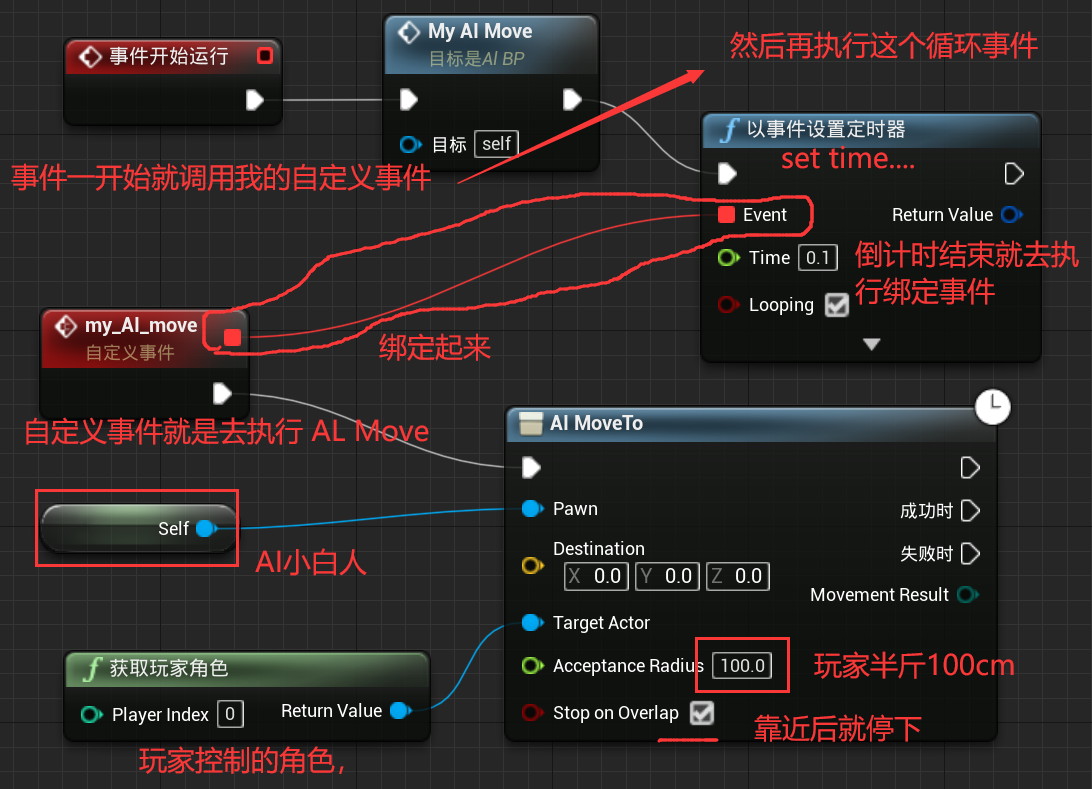 事件开始运行
My AI Move
目标是AI BP
目标 self
然后再执行这个循环事件
事件一开始就调用我的自定义事件
以事件设置定时器
set time....
Event
Return Value
Time 0.1
Looping
倒计时结束就去执
行绑定事件
my_AI_move
自定义事件
绑定起来
自定义事件就是去执行 AL Move
AI MoveTo
Self
AI小白人
Pawn
成功时
Destination
X 0.0 Y 0.0 Z 0.0
失败时
Movement Result
Target Actor
Acceptance Radius 100.0
玩家半斤100cm
Stop on Overlap
靠近后就停下
获取玩家角色
Player Index 0
Return Value
玩家控制的角色，